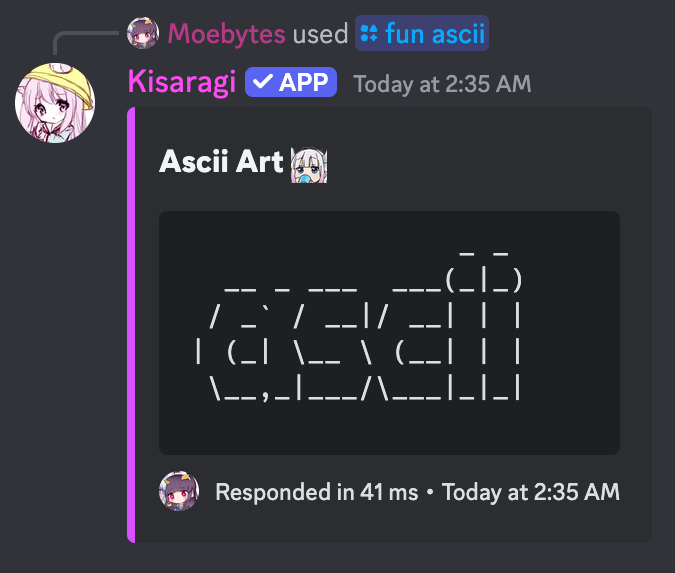 Moebytes used fun ascii
Kisaragi ✓ APP Today at 2:35 AM
Ascii Art
               _ _
  __ _ ___  ___(_|_)
 / _` / __|/ __| | |
| (_| \__ \ (__| | |
 \__,_|___/\___|_|_|
Responded in 41 ms • Today at 2:35 AM